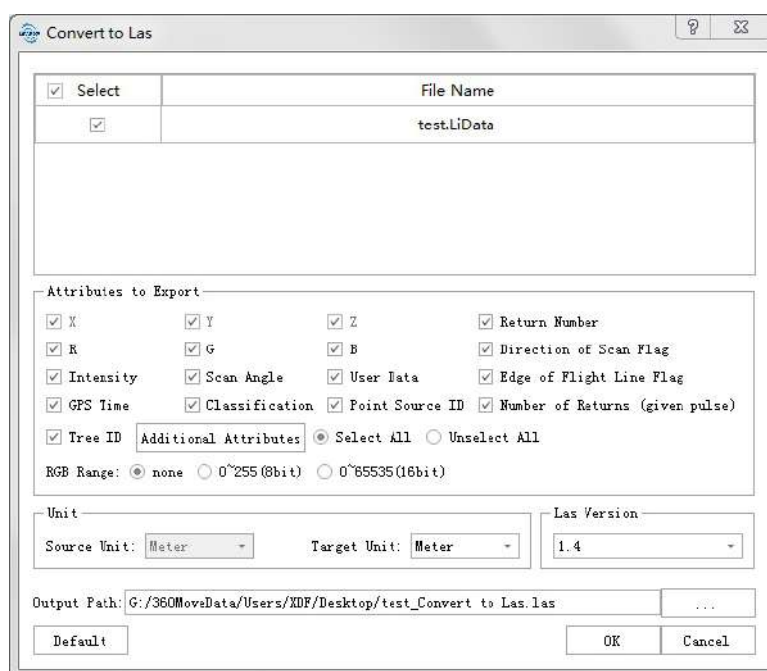 Convert to Las
Select File Name
test.LiData
Attributes to Export
X Y Z Return Number
R G B Direction of Scan Flag
Intensity Scan Angle User Data Edge of Flight Line Flag
GPS Time Classification Point Source ID Number of Returns (given pulse)
Tree ID Additional Attributes Select All Unselect All
RGB Range: none 0~255(8bit) 0~65535(16bit)
Unit Las Version
Source Unit: Meter Target Unit: Meter 1.4
Output Path: G:/360MoveData/Users/XDF/Desktop/test_Convert to Las.las ...
Default OK Cancel